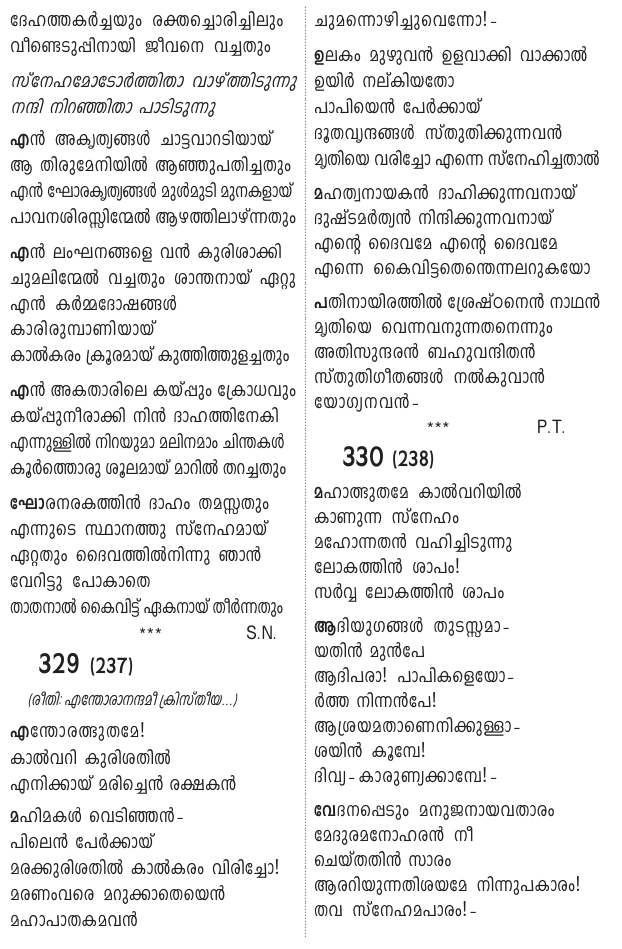 ദേഹത്തകർച്ചയും രക്തച്ചൊരിച്ചിലും
വീണ്ടെടുപ്പിനായി ജീവനെ വച്ചതും
സ്നേഹമോടോർത്തിതാ വാഴ്ത്തിടുന്നു
നന്ദി നിറഞ്ഞിതാ പാടിടുന്നു
എൻ അകൃത്യങ്ങൾ ചാട്ടവാറടിയായ്
ആ തിരുമേനിയിൽ ആഞ്ഞുപതിച്ചതും
എൻ ഘോരകൃത്യങ്ങൾ മുൾമുടി മുനകളായ്
പാവനശിരസ്സിന്മേൽ ആഴത്തിലാഴ്ന്നതും
എൻ ലംഘനങ്ങളെ വൻ കുരിശാക്കി
ചുമലിന്മേൽ വച്ചതും ശാന്തനായ് ഏറ്റു
എൻ കർമ്മദോഷങ്ങൾ
കാരിരുമ്പാണിയായ്
കാൽകരം ക്രൂരമായ് കുത്തിത്തുളച്ചതും
എൻ അകതാരിലെ കയ്പ്പും ക്രോധവും
കയ്പ്പുനീരാക്കി നിൻ ദാഹത്തിനേകി
എന്നുള്ളിൽ നിറയുമാ മലിനമാം ചിന്തകൾ
കൂർത്തൊരു ശൂലമായ് മാറിൽ തറച്ചതും
ഘോരനരകത്തിൻ ദാഹം തമസ്സതും
എന്നുടെ സ്ഥാനത്തു സ്നേഹമായ്
ഏറ്റതും ദൈവത്തിൽനിന്നു ഞാൻ
വേറിട്ടു പോകാതെ
താതനാൽ കൈവിട്ട് ഏകനായ് തീർന്നതും
*** S.N.
329 (237)
(രീതി: എന്തോരാനന്ദമീ ക്രിസ്തീയ...)
എന്തോരത്ഭുതമേ!
കാൽവറി കുരിശതിൽ
എനിക്കായ് മരിച്ചെൻ രക്ഷകൻ
മഹിമകൾ വെടിഞ്ഞൻ-
പിലെൻ പേർക്കായ്
മരക്കുരിശതിൽ കാൽകരം വിരിച്ചോ!
മരണംവരെ മറുക്കാതെയെൻ
മഹാപാതകമവൻ
ചുമന്നൊഴിച്ചുവെന്നോ!-
ഉലകം മുഴുവൻ ഉളവാക്കി വാക്കാൽ
ഉയിർ നല്കിയതോ
പാപിയെൻ പേർക്കായ്
ദൂതവൃന്ദങ്ങൾ സ്തുതിക്കുന്നവൻ
മൃതിയെ വരിച്ചോ എന്നെ സ്നേഹിച്ചതാൽ
മഹത്വനായകൻ ദാഹിക്കുന്നവനായ്
ദുഷ്ടമർത്യൻ നിന്ദിക്കുന്നവനായ്
എന്റെ ദൈവമേ എന്റെ ദൈവമേ
എന്നെ കൈവിട്ടതെന്തെന്നലറുകയോ
പതിനായിരത്തിൽ ശ്രേഷ്ഠനെൻ നാഥൻ
മൃതിയെ വെന്നവനുന്നതനെന്നും
അതിസുന്ദരൻ ബഹുവന്ദിതൻ
സ്തുതിഗീതങ്ങൾ നൽകുവാൻ
യോഗ്യനവൻ-
*** P.T.
330 (238)
മഹാത്ഭുതമേ കാൽവറിയിൽ
കാണുന്ന സ്നേഹം
മഹോന്നതൻ വഹിച്ചിടുന്നു
ലോകത്തിൻ ശാപം!
സർവ്വ ലോകത്തിൻ ശാപം
ആദിയുഗങ്ങൾ തുടസ്സമാ-
യതിൻ മുൻപേ
ആദിപരാ! പാപികളെയോ-
ർത്ത നിന്നൻപേ!
ആശ്രയമതാണെനിക്കുള്ളാ-
ശയിൻ കൂമ്പേ!
ദിവ്യ-കാരുണ്യക്കാമ്പേ!-
വേദനപ്പെടും മനുജനായവതാരം
മേദുരമനോഹരൻ നീ
ചെയ്തതിൻ സാരം
ആരറിയുന്നതിശയമേ നിന്നുപകാരം!
തവ സ്നേഹമപാരം!-